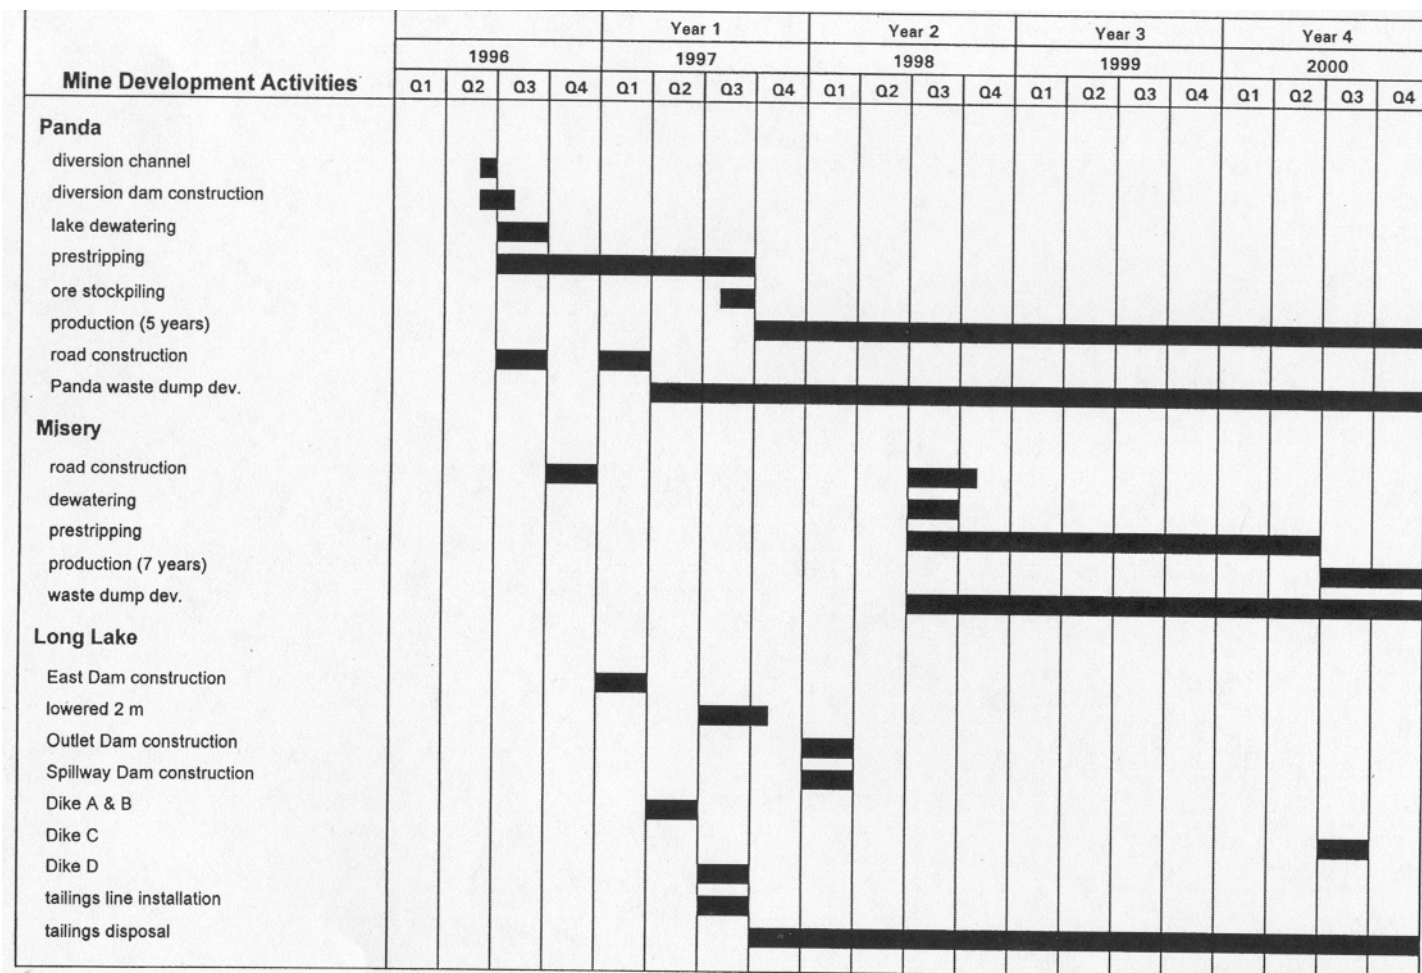 Year 1 Year 2 Year 3 Year 4
1996 1997 1998 1999 2000
Mine Development Activities Q1 Q2 Q3 Q4 Q1 Q2 Q3 Q4 Q1 Q2 Q3 Q4 Q1 Q2 Q3 Q4 Q1 Q2 Q3 Q4
Panda
diversion channel
diversion dam construction
lake dewatering
prestripping
ore stockpiling
production (5 years)
road construction
Panda waste dump dev.
Misery
road construction
dewatering
prestripping
production (7 years)
waste dump dev.
Long Lake
East Dam construction
lowered 2 m
Outlet Dam construction
Spillway Dam construction
Dike A & B
Dike C
Dike D
tailings line installation
tailings disposal